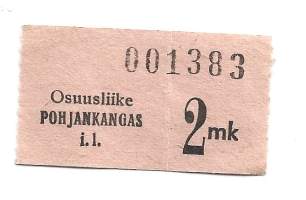 001383
Osuusliike
POHJANKANGAS
i.l.
2mk